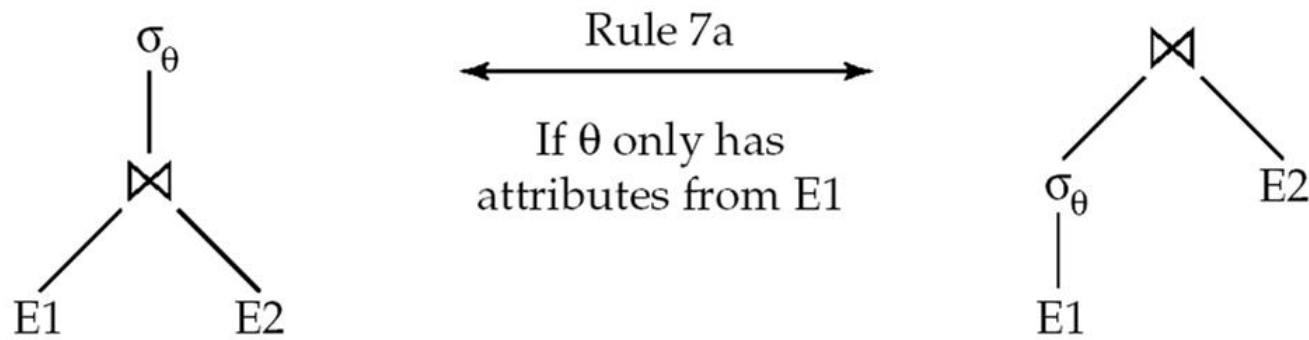 σθ
Rule 7a
⋈
If θ only has
attributes from E1
⋈
σθ
E2
E1
E2
E1